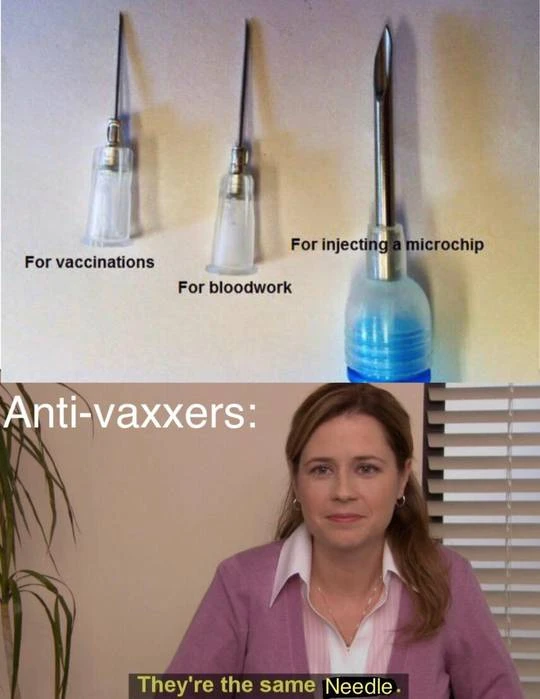 For injecting a microchip
For vaccinations
For bloodwork
Anti-vaxxers:
They're the same Needle.